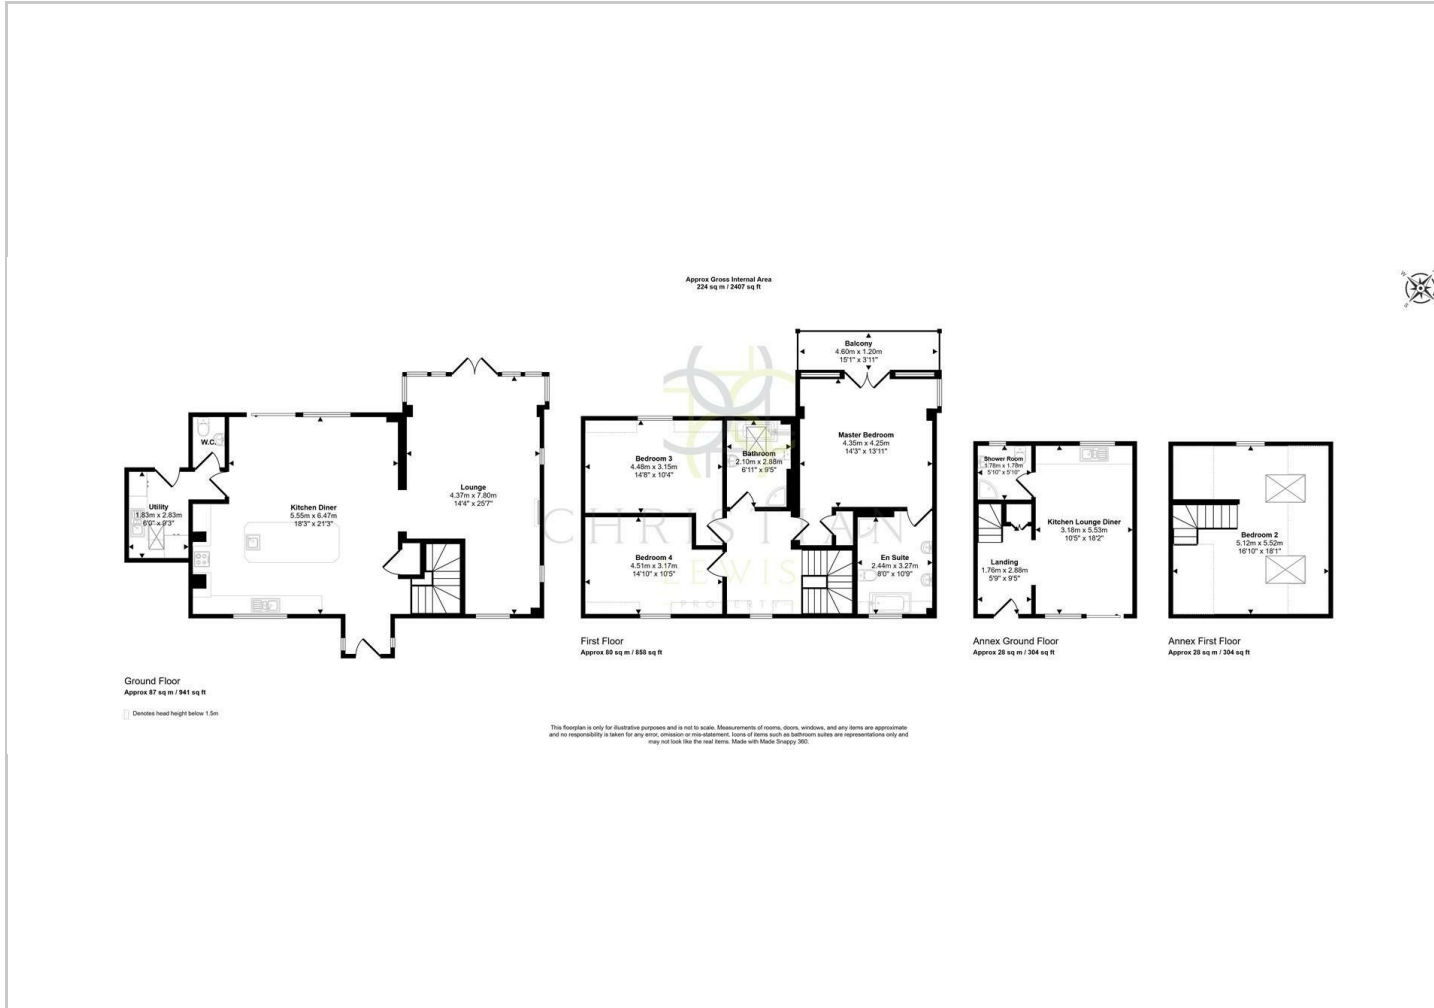 Approx Gross Internal Area
224 sq m / 2407 sq ft
W.C.
Utility
1.83m x 2.83m
6'0" x 9'3"
Kitchen Diner
5.55m x 6.47m
18'3" x 21'3"
Lounge
4.37m x 7.80m
14'4" x 25'7"
Ground Floor
Approx 87 sq m / 941 sq ft
Denotes head height below 1.5m
Balcony
4.60m x 1.20m
15'1" x 3'11"
Master Bedroom
4.35m x 4.25m
14'3" x 13'11"
Bedroom 3
4.48m x 3.15m
14'8" x 10'4"
Bathroom
2.10m x 2.88m
6'11" x 9'5"
Bedroom 4
4.51m x 3.17m
14'10" x 10'5"
En Suite
2.44m x 3.27m
8'0" x 10'9"
CHRISTIAN
LEWIS
PROPERTY
First Floor
Approx 80 sq m / 858 sq ft
Shower Room
1.78m x 1.78m
5'10" x 5'10"
Kitchen Lounge Diner
3.18m x 5.53m
10'5" x 18'2"
Landing
1.76m x 2.88m
5'9" x 9'5"
Annex Ground Floor
Approx 28 sq m / 304 sq ft
Bedroom 2
5.12m x 5.52m
16'10" x 18'1"
Annex First Floor
Approx 28 sq m / 304 sq ft
This floorplan is only for illustrative purposes and is not to scale. Measurements of rooms, doors, windows, and any items are approximate
and no responsibility is taken for any error, omission or mis-statement. Icons of items such as bathroom suites are representations only and
may not look like the real items. Made with Made Snappy 360.